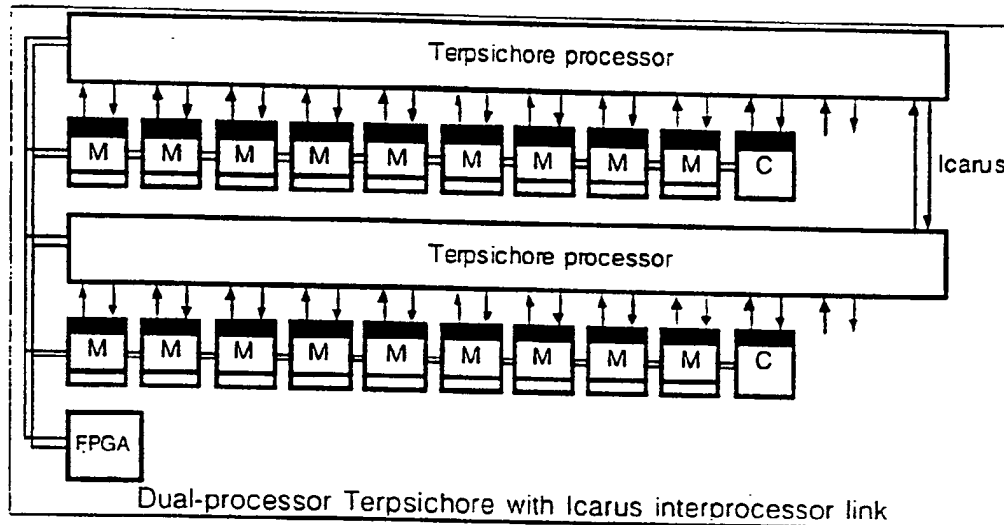 Terpsichore processor
M M M M M M M M M C
Icarus
Terpsichore processor
M M M M M M M M M C
FPGA
Dual-processor Terpsichore with Icarus interprocessor link